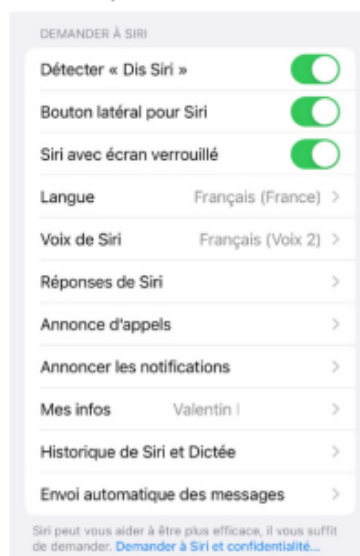 DEMANDER À SIRI
Détecter « Dis Siri »
Bouton latéral pour Siri
Siri avec écran verrouillé
Langue Français (France) >
Voix de Siri Français (Voix 2) >
Réponses de Siri >
Annonce d'appels >
Annoncer les notifications >
Mes infos Valentin >
Historique de Siri et Dictée >
Envoi automatique des messages >
Siri peut vous aider à être plus efficace, il vous suffit
de demander. Demander à Siri et confidentialité...